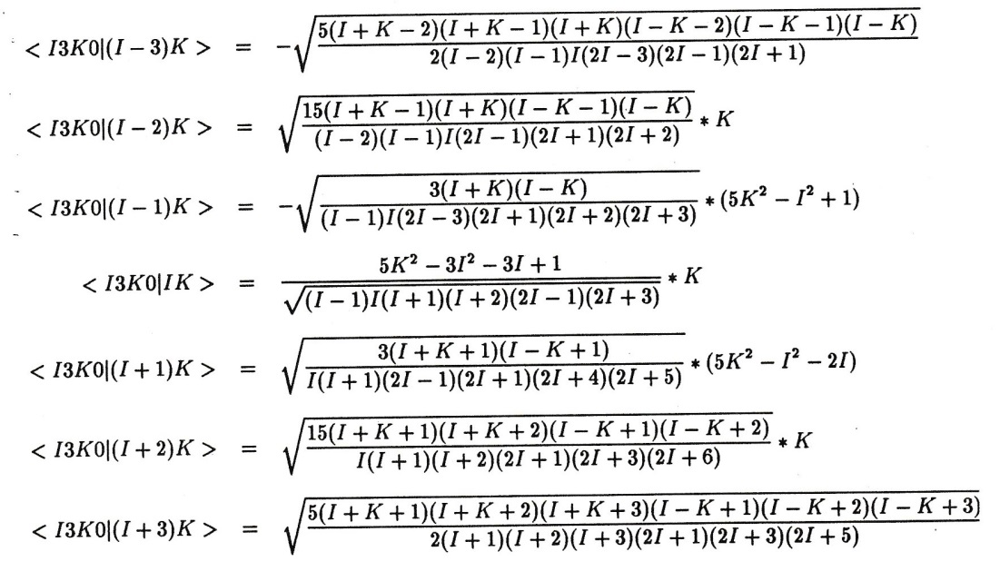 < I3K0|(I − 3)K > = −√(5(I + K − 2)(I + K − 1)(I + K)(I − K − 2)(I − K − 1)(I − K) / 2(I − 2)(I − 1)I(2I − 3)(2I − 1)(2I + 1))
< I3K0|(I − 2)K > = √(15(I + K − 1)(I + K)(I − K − 1)(I − K) / (I − 2)(I − 1)I(2I − 1)(2I + 1)(2I + 2)) * K
< I3K0|(I − 1)K > = −√(3(I + K)(I − K) / (I − 1)I(2I − 3)(2I + 1)(2I + 2)(2I + 3)) * (5K² − I² + 1)
< I3K0|IK > = 5K² − 3I² − 3I + 1 / √((I − 1)I(I + 1)(I + 2)(2I − 1)(2I + 3)) * K
< I3K0|(I + 1)K > = √(3(I + K + 1)(I − K + 1) / I(I + 1)(2I − 1)(2I + 1)(2I + 4)(2I + 5)) * (5K² − I² − 2I)
< I3K0|(I + 2)K > = √(15(I + K + 1)(I + K + 2)(I − K + 1)(I − K + 2) / I(I + 1)(I + 2)(2I + 1)(2I + 3)(2I + 6)) * K
< I3K0|(I + 3)K > = √(5(I + K + 1)(I + K + 2)(I + K + 3)(I − K + 1)(I − K + 2)(I − K + 3) / 2(I + 1)(I + 2)(I + 3)(2I + 1)(2I + 3)(2I + 5))